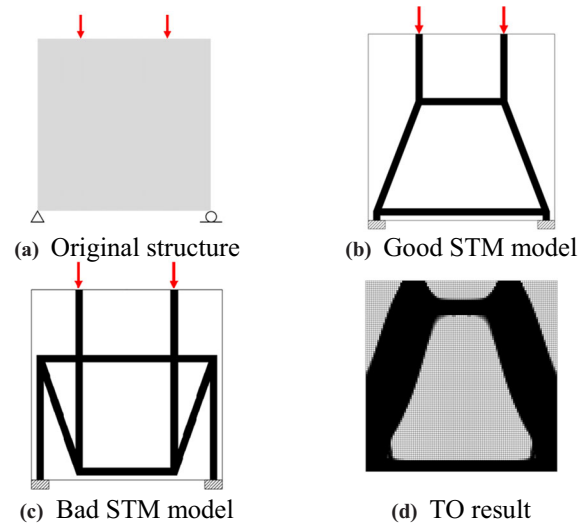 (a) Original structure
(b) Good STM model
(c) Bad STM model
(d) TO result